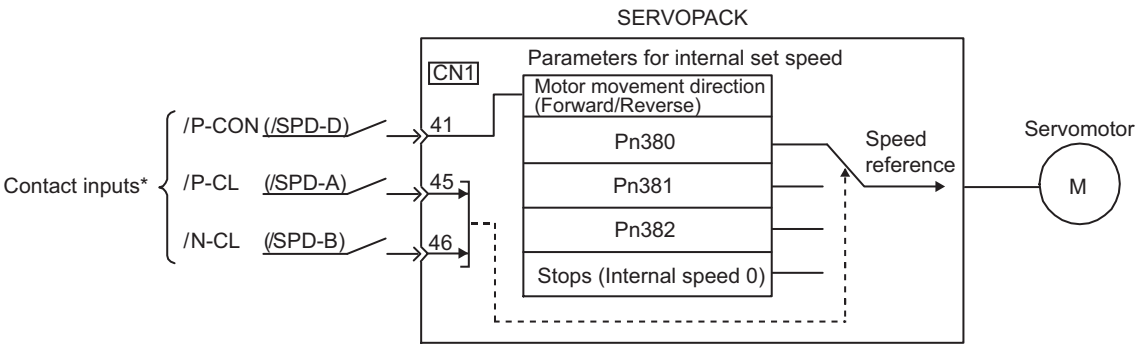 SERVOPACK
Parameters for internal set speed
CN1
Motor movement direction
(Forward/Reverse)
/P-CON (/SPD-D)
41
Pn380
Speed
reference
Servomotor
Contact inputs*
/P-CL (/SPD-A)
45
Pn381
M
/N-CL (/SPD-B)
46
Pn382
Stops (Internal speed 0)